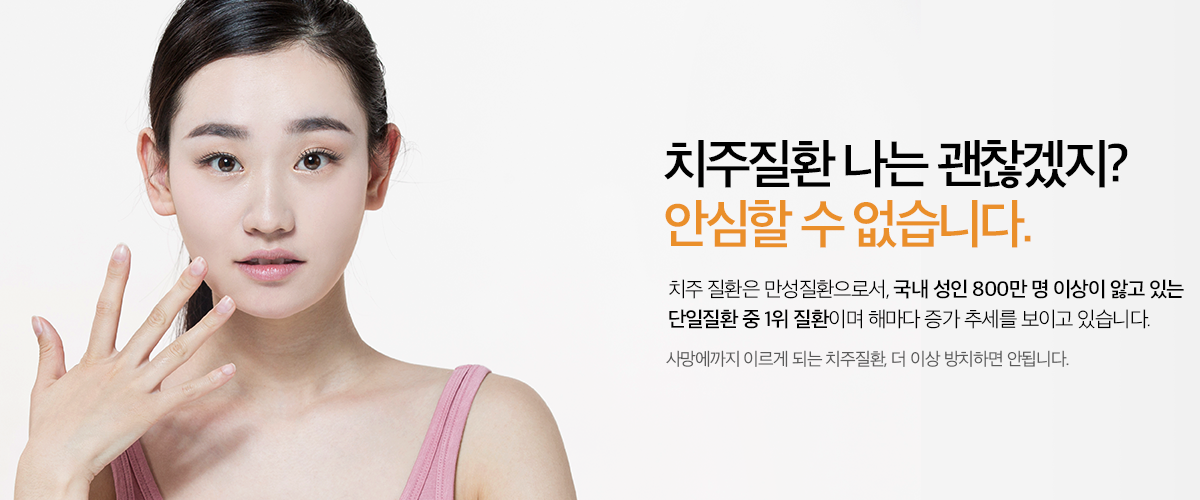 치주질환 나는 괜찮겠지?
안심할 수 없습니다.
치주 질환은 만성질환으로서, 국내 성인 800만 명 이상이 앓고 있는
단일질환 중 1위 질환이며 해마다 증가 추세를 보이고 있습니다.
사망에까지 이르게 되는 치주질환, 더 이상 방치하면 안됩니다.